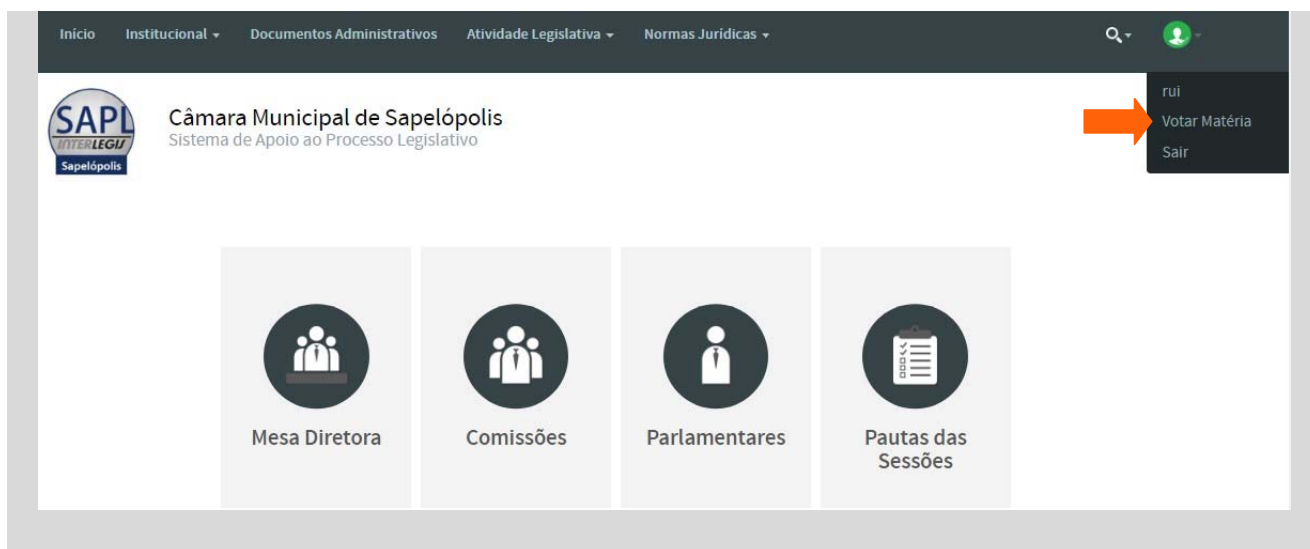 Início Institucional Documentos Administrativos Atividade Legislativa Normas Jurídicas
rui
Votar Matéria
Sair
SAPL
INTERLEGIS
Sapelópolis
Câmara Municipal de Sapelópolis
Sistema de Apoio ao Processo Legislativo
Mesa Diretora
Comissões
Parlamentares
Pautas das
Sessões